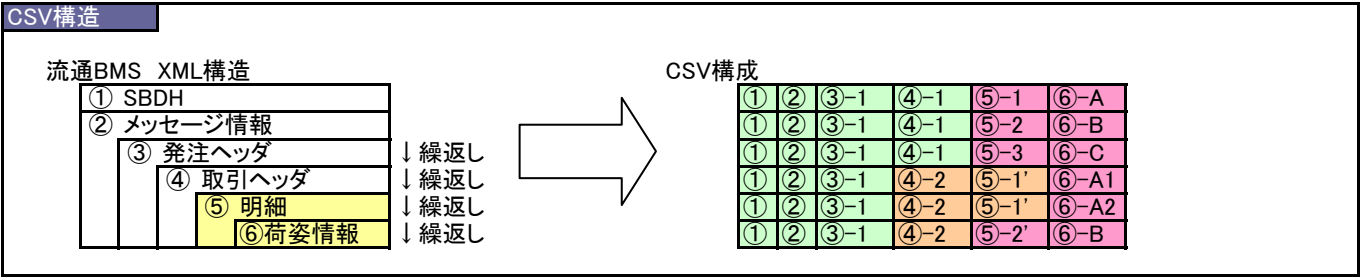 CSV構造
流通BMS XML構造
CSV構成
① SBDH
② メッセージ情報
③ 発注ヘッダ ↓繰返し
④ 取引ヘッダ ↓繰返し
⑤ 明細 ↓繰返し
⑥荷姿情報 ↓繰返し
① ② ③-1 ④-1 ⑤-1 ⑥-A
① ② ③-1 ④-1 ⑤-2 ⑥-B
① ② ③-1 ④-1 ⑤-3 ⑥-C
① ② ③-1 ④-2 ⑤-1' ⑥-A1
① ② ③-1 ④-2 ⑤-1' ⑥-A2
① ② ③-1 ④-2 ⑤-2' ⑥-B